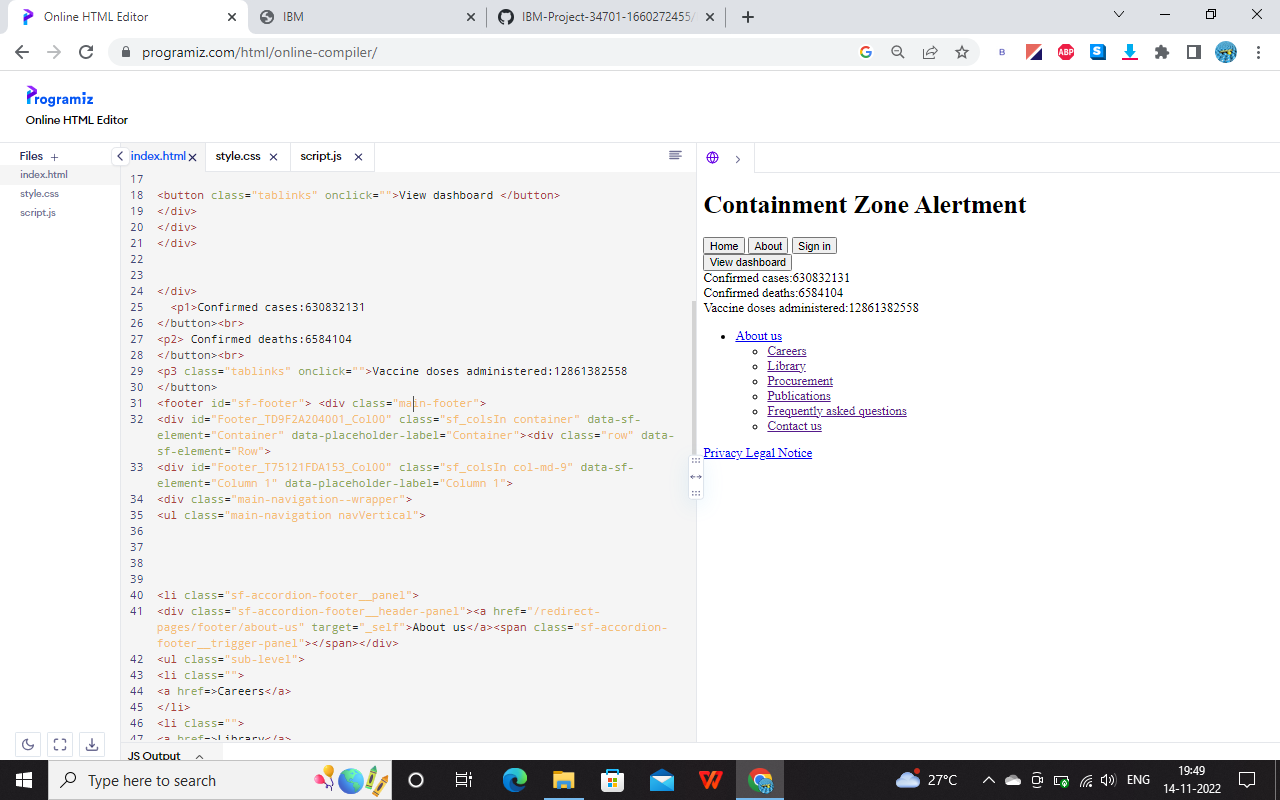 Online HTML Editor
IBM
IBM-Project-34701-1660272455/
programiz.com/html/online-compiler/
B
ABP
S
Programiz
Online HTML Editor
Files +
index.html
style.css
script.js
index.html
style.css
script.js
17
18 <button class="tablinks" onclick="">View dashboard </button>
19 </div>
20 </div>
21 </div>
22
23
24 </div>
25 <p1>Confirmed cases:630832131
26 </button><br>
27 <p2> Confirmed deaths:6584104
28 </button><br>
29 <p3 class="tablinks" onclick="">Vaccine doses administered:12861382558
30 </button>
31 <footer id="sf-footer"> <div class="main-footer">
32 <div id="Footer_TD9F2A204001_Col00" class="sf_colsIn container" data-sf-
element="Container" data-placeholder-label="Container"><div class="row" data-
sf-element="Row">
33 <div id="Footer_T75121FDA153_Col00" class="sf_colsIn col-md-9" data-sf-
element="Column 1" data-placeholder-label="Column 1">
34 <div class="main-navigation--wrapper">
35 <ul class="main-navigation navVertical">
36
37
38
39
40 <li class="sf-accordion-footer__panel">
41 <div class="sf-accordion-footer__header-panel"><a href="/redirect-
pages/footer/about-us" target="_self">About us</a><span class="sf-accordion-
footer__trigger-panel"></span></div>
42 <ul class="sub-level">
43 <li class="">
44 <a href=>Careers</a>
45 </li>
46 <li class="">
47 <a href=>Library</a>
JS Output
Containment Zone Alertment
Home About Sign in
View dashboard
Confirmed cases:630832131
Confirmed deaths:6584104
Vaccine doses administered:12861382558
About us
Careers
Library
Procurement
Publications
Frequently asked questions
Contact us
Privacy Legal Notice
Type here to search
27°C
ENG
19:49
14-11-2022